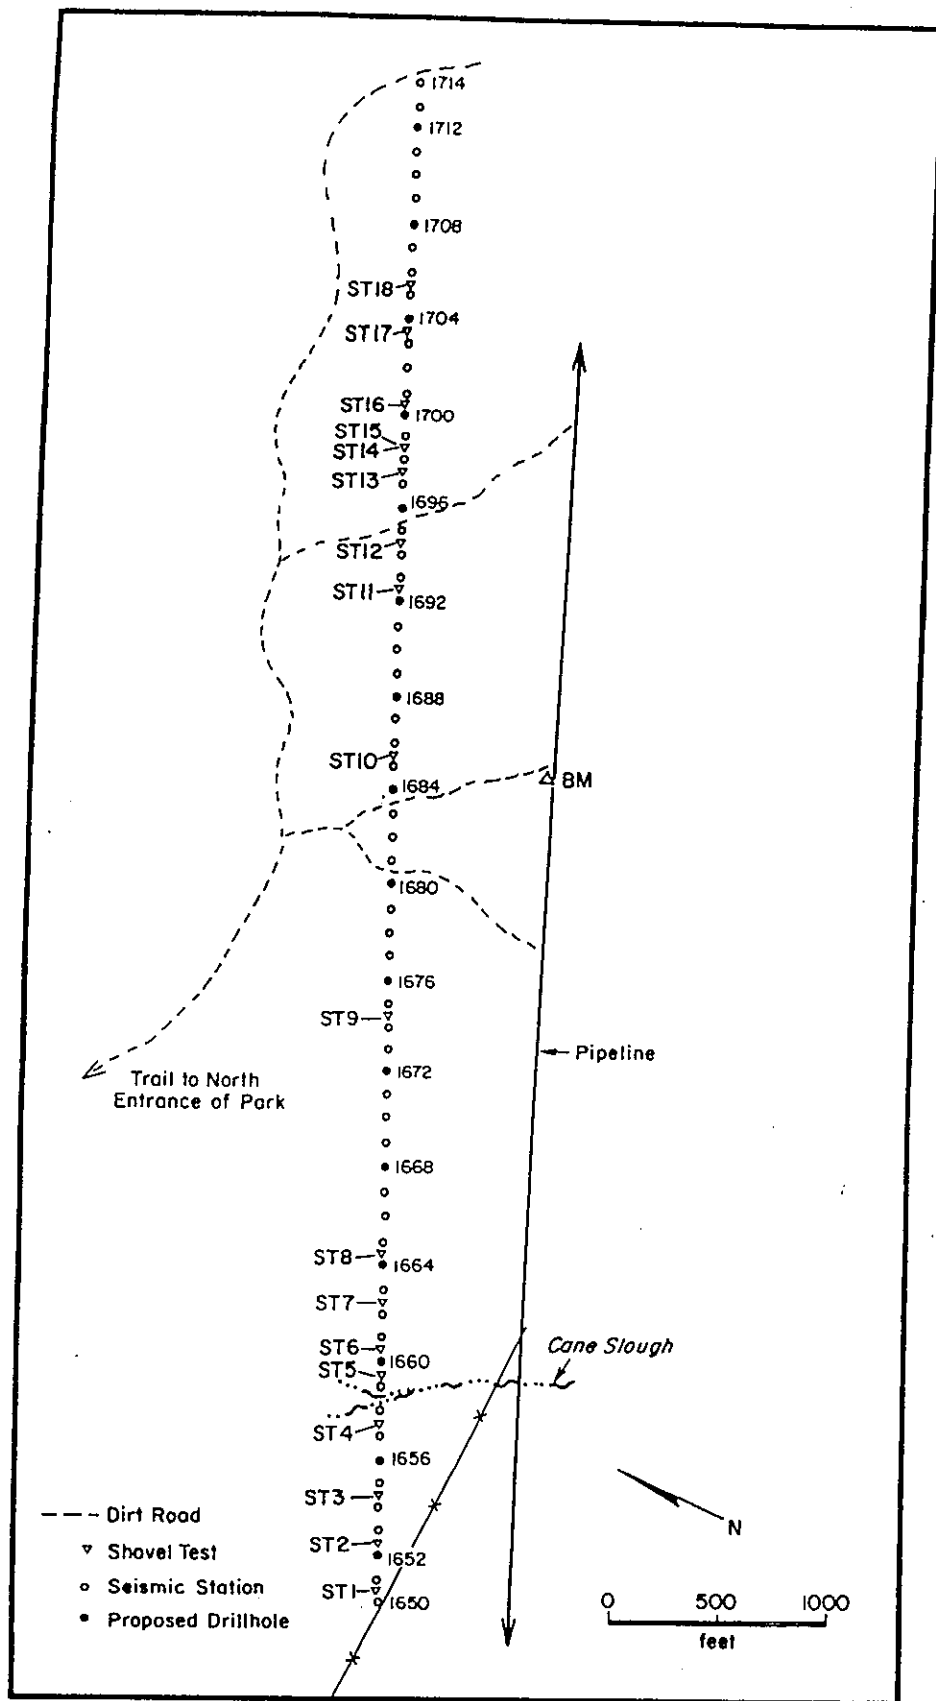 1714
1712
1708
ST18
1704
ST17
ST16
1700
ST15
ST14
ST13
1696
ST12
ST11
1692
1688
ST10
1684
8M
1680
1676
ST9
Pipeline
1672
Trail to North
Entrance of Park
1668
ST8
1664
ST7
ST6
Cane Slough
1660
ST5
ST4
1656
ST3
Dirt Road
N
ST2
Shovel Test
1652
Seismic Station
ST1
1650
0 500 1000
Proposed Drillhole
feet